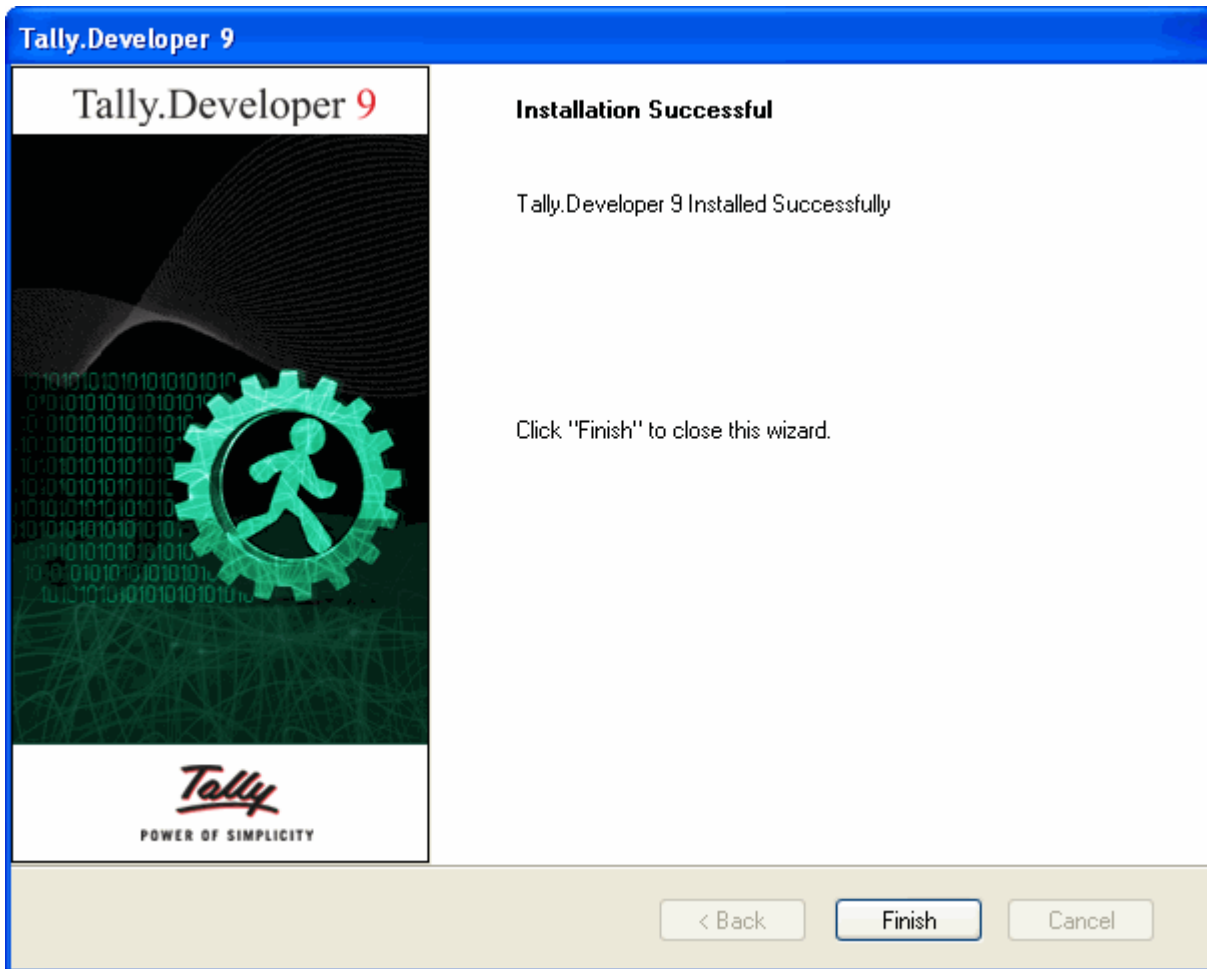 Tally.Developer 9
Tally.Developer 9
Installation Successful
Tally.Developer 9 Installed Successfully
Click "Finish" to close this wizard.
Tally
POWER OF SIMPLICITY
< Back
Finish
Cancel